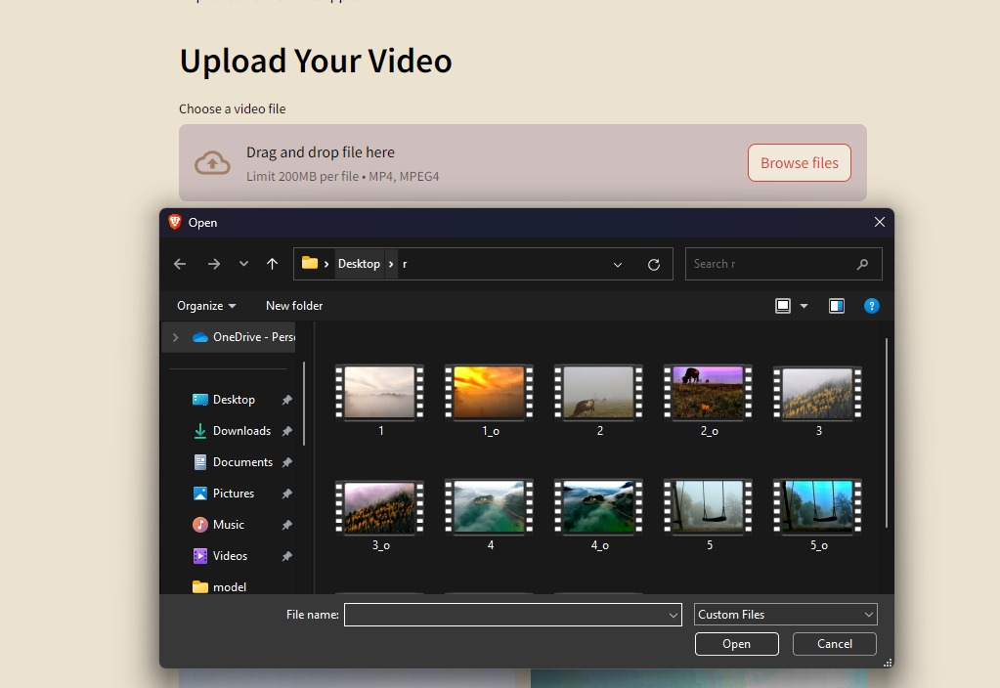 Upload Your Video
Choose a video file
Drag and drop file here
Limit 200MB per file • MP4, MPEG4
Browse files
Open
Desktop › r
Search r
Organize
New folder
OneDrive - Pers
Desktop
Downloads
Documents
Pictures
Music
Videos
model
1
1_o
2
2_o
3
3_o
4
4_o
5
5_o
File name:
Custom Files
Open
Cancel